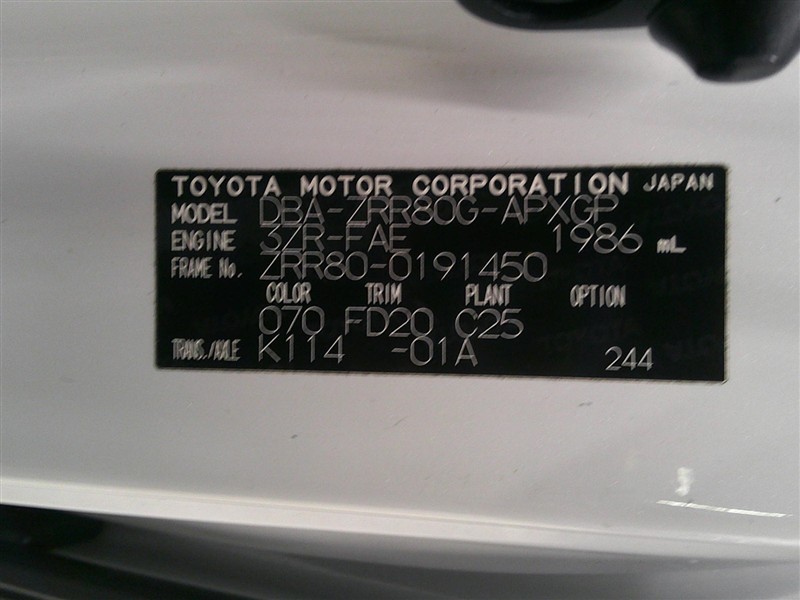 TOYOTA MOTOR CORPORATION JAPAN
MODEL DBA-ZRR80G-APXGP
ENGINE 3ZR-FAE 1986 mL
FRAME No. ZRR80-0191450
COLOR TRIM PLANT OPTION
070 FD20 C25
TRANS./AXLE K114 -01A 244